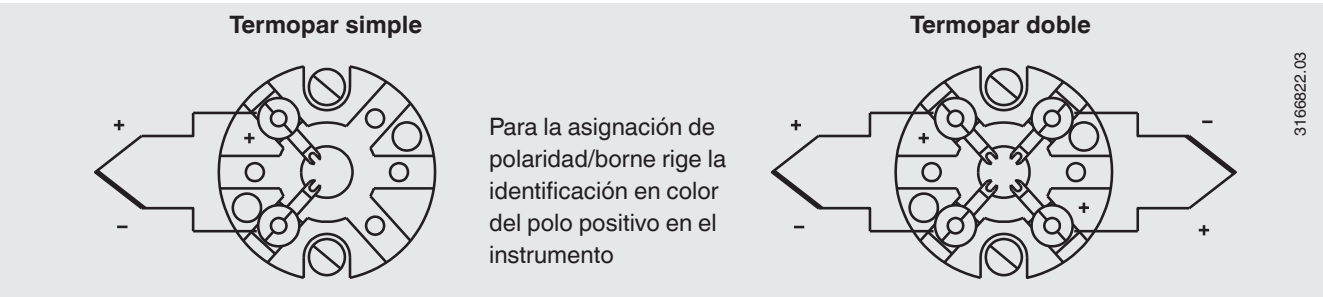 Termopar simple
+
+
−
Para la asignación de
polaridad/borne rige la
identificación en color
del polo positivo en el
instrumento
Termopar doble
+
+
−
−
+
+
3166822.03